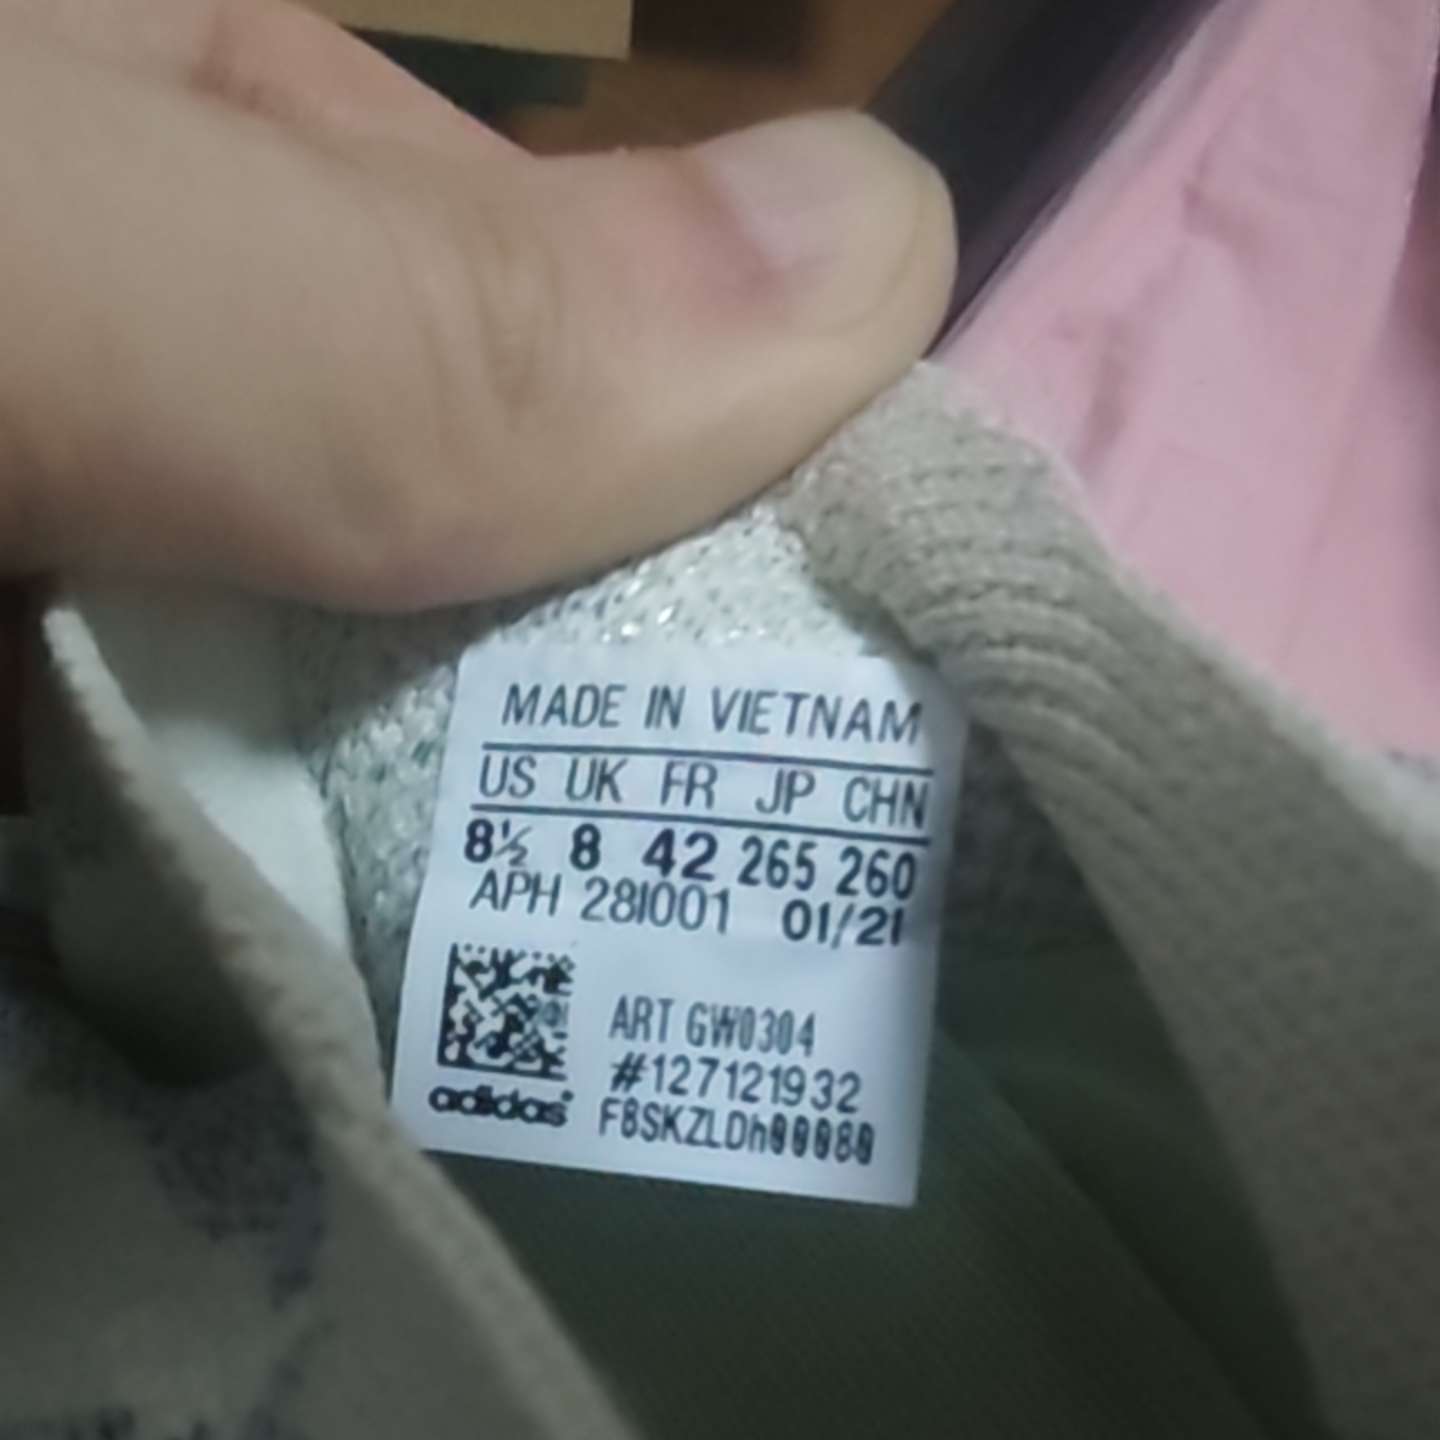 MADE IN VIETNAM
US UK FR JP CHN
8½ 8 42 265 260
APH 28I001 01/21
ART GW0304
#127121932
adidas
F8SKZLDh00080